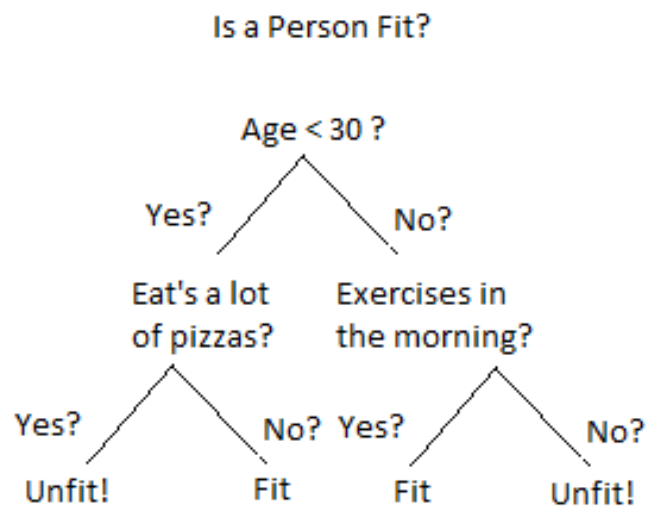 Is a Person Fit?
Age < 30 ?
Yes?
No?
Eat's a lot
of pizzas?
Exercises in
the morning?
Yes?
No?
Yes?
No?
Unfit!
Fit
Fit
Unfit!